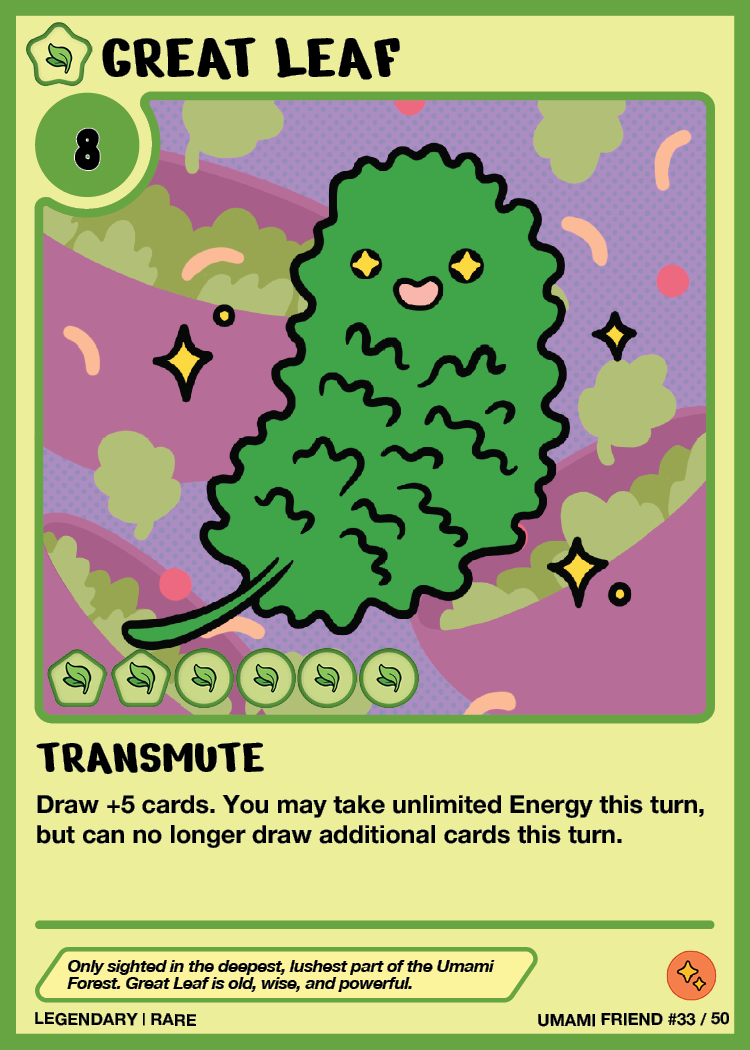 GREAT LEAF
8
TRANSMUTE
Draw +5 cards. You may take unlimited Energy this turn,
but can no longer draw additional cards this turn.
Only sighted in the deepest, lushest part of the Umami
Forest. Great Leaf is old, wise, and powerful.
LEGENDARY | RARE
UMAMI FRIEND #33 / 50